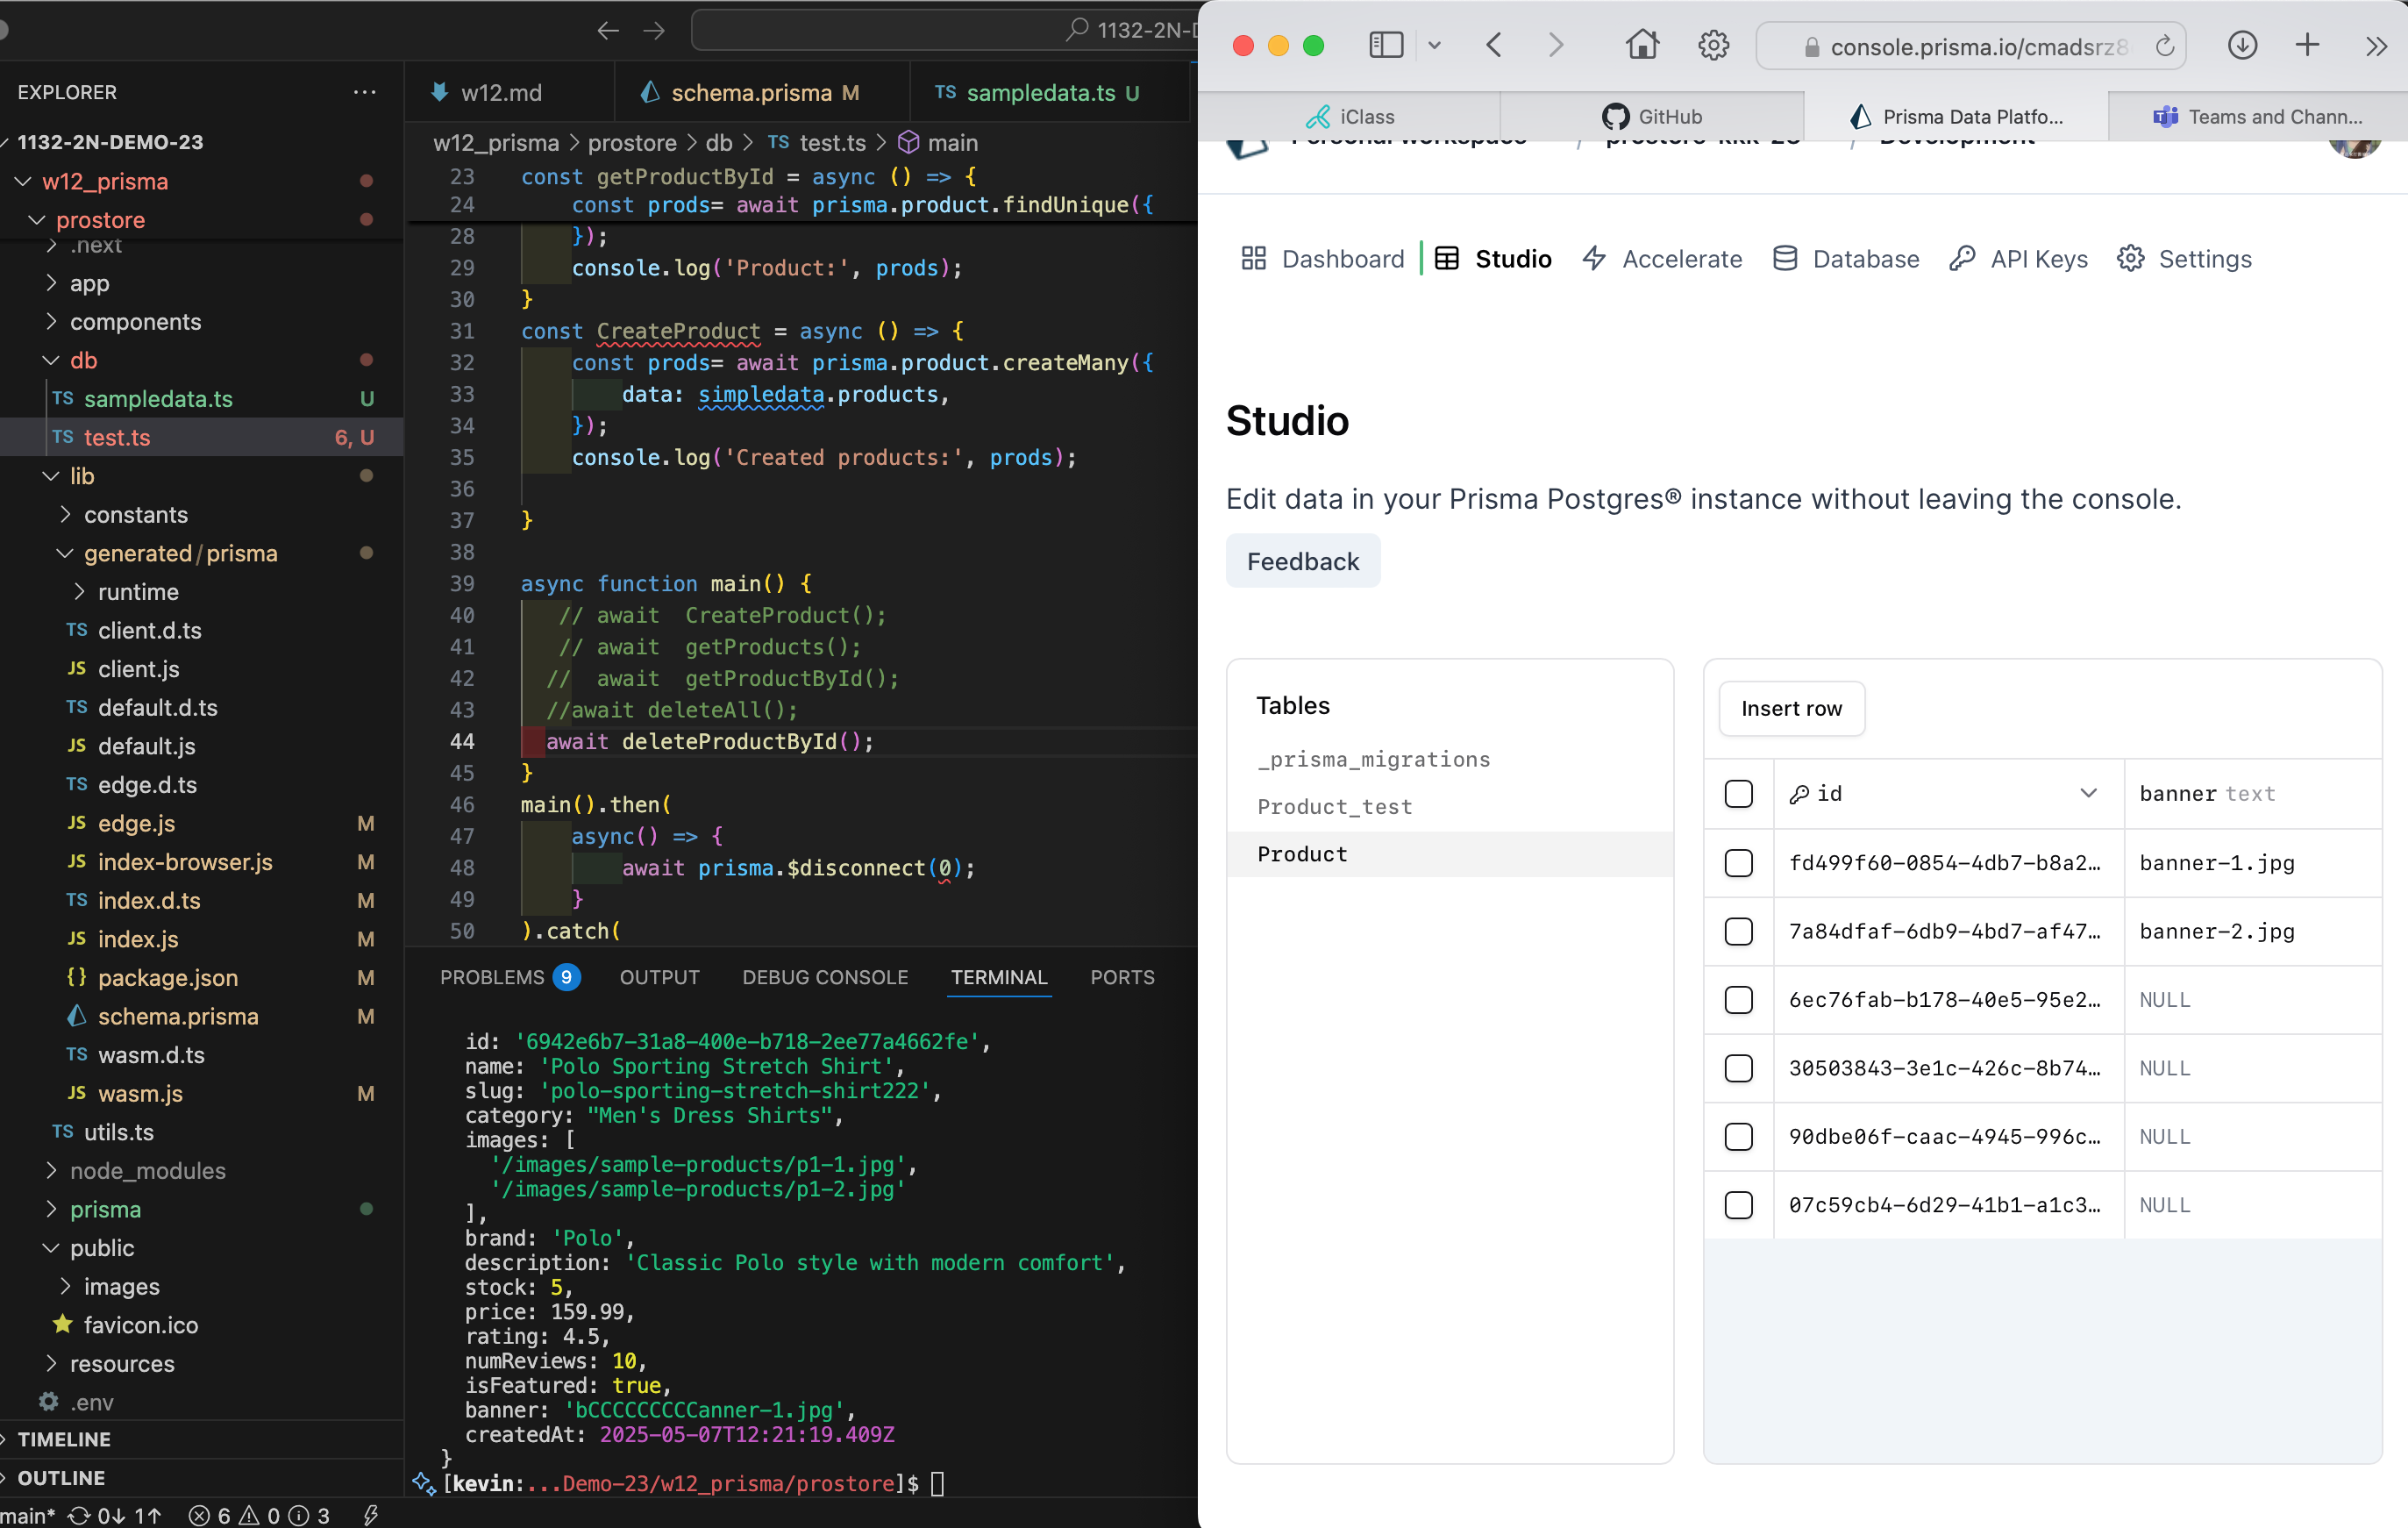 1132-2N-D
EXPLORER
1132-2N-DEMO-23
w12_prisma
prostore
.next
app
components
db
TS sampledata.ts U
TS test.ts 6, U
lib
constants
generated/prisma
runtime
TS client.d.ts
JS client.js
TS default.d.ts
JS default.js
TS edge.d.ts
JS edge.js M
JS index-browser.js M
TS index.d.ts M
JS index.js M
{} package.json M
schema.prisma M
TS wasm.d.ts
JS wasm.js M
TS utils.ts
node_modules
prisma
public
images
favicon.ico
resources
.env
TIMELINE
OUTLINE
main* 0↓ 1↑ 6 0 3
w12.md
schema.prisma M
TS sampledata.ts U
w12_prisma > prostore > db > TS test.ts > main
23 const getProductById = async () => {
24 const prods= await prisma.product.findUnique({
28 });
29 console.log('Product:', prods);
30 }
31 const CreateProduct = async () => {
32 const prods= await prisma.product.createMany({
33 data: simpledata.products,
34 });
35 console.log('Created products:', prods);
36
37 }
38
39 async function main() {
40 // await  CreateProduct();
41 // await  getProducts();
42 //  await  getProductById();
43 //await deleteAll();
44 await deleteProductById();
45 }
46 main().then(
47 async() => {
48 await prisma.$disconnect(0);
49 }
50 ).catch(
PROBLEMS 9 OUTPUT DEBUG CONSOLE TERMINAL PORTS
id: '6942e6b7-31a8-400e-b718-2ee77a4662fe',
name: 'Polo Sporting Stretch Shirt',
slug: 'polo-sporting-stretch-shirt222',
category: "Men's Dress Shirts",
images: [
'/images/sample-products/p1-1.jpg',
'/images/sample-products/p1-2.jpg'
],
brand: 'Polo',
description: 'Classic Polo style with modern comfort',
stock: 5,
price: 159.99,
rating: 4.5,
numReviews: 10,
isFeatured: true,
banner: 'bCCCCCCCCCanner-1.jpg',
createdAt: 2025-05-07T12:21:19.409Z
}
[kevin:...Demo-23/w12_prisma/prostore]$
console.prisma.io/cmadsrz8
iClass
GitHub
Prisma Data Platfo...
Teams and Chann...
Personal workspace / prostore-kkk-23 / Development
Dashboard
Studio
Accelerate
Database
API Keys
Settings
Studio
Edit data in your Prisma Postgres® instance without leaving the console.
Feedback
Tables
_prisma_migrations
Product_test
Product
Insert row
id banner text
fd499f60-0854-4db7-b8a2… banner-1.jpg
7a84dfaf-6db9-4bd7-af47… banner-2.jpg
6ec76fab-b178-40e5-95e2… NULL
30503843-3e1c-426c-8b74… NULL
90dbe06f-caac-4945-996c… NULL
07c59cb4-6d29-41b1-a1c3… NULL